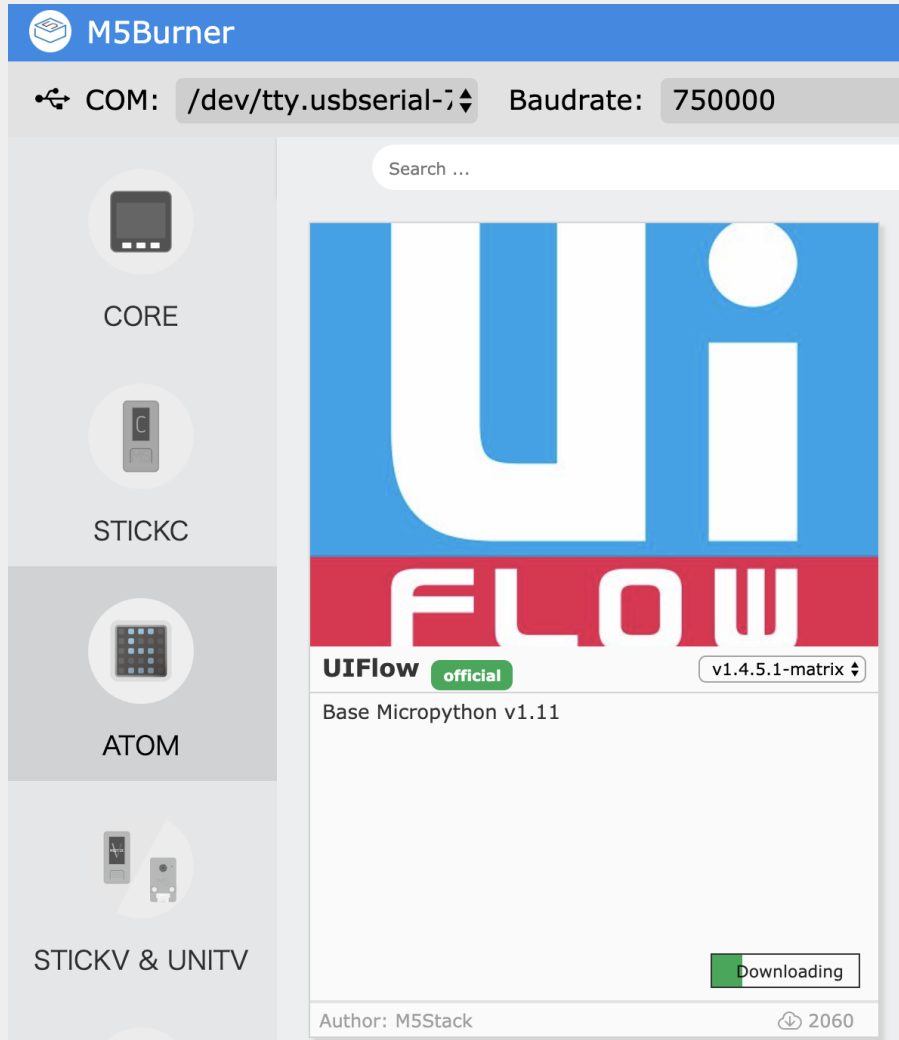 M5Burner
COM: /dev/tty.usbserial-7 Baudrate: 750000
Search ...
CORE
C
STICKC
ATOM
STICKV & UNITV
Ui
FLOW
UIFlow official v1.4.5.1-matrix
Base Micropython v1.11
Downloading
Author: M5Stack 2060